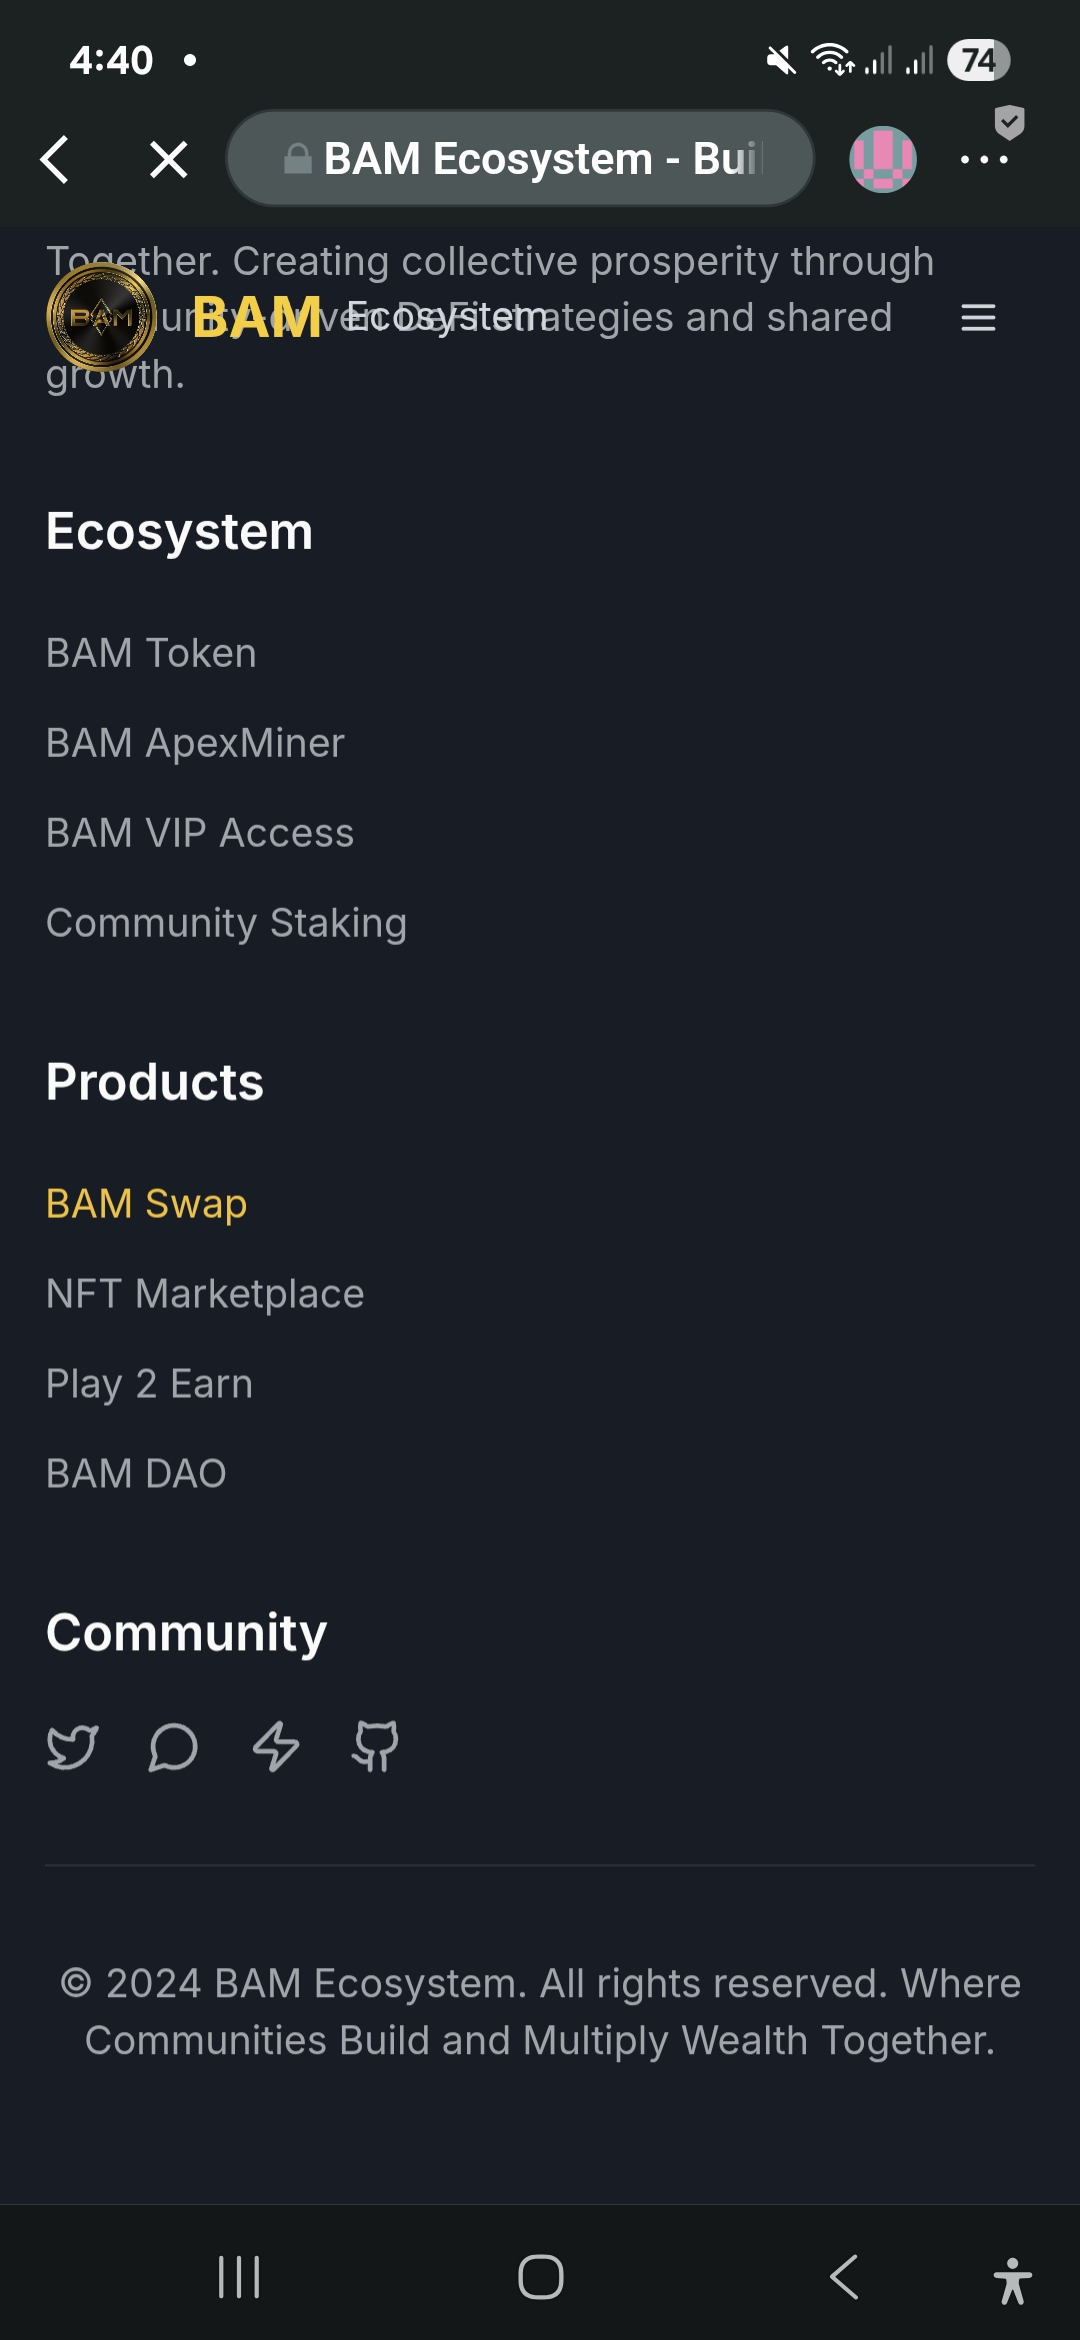 4:40
74
BAM Ecosystem - Bui
Together. Creating collective prosperity through
BAM
BAM Ecosystem
strategies and shared
growth.
Ecosystem
BAM Token
BAM ApexMiner
BAM VIP Access
Community Staking
Products
BAM Swap
NFT Marketplace
Play 2 Earn
BAM DAO
Community
© 2024 BAM Ecosystem. All rights reserved. Where
Communities Build and Multiply Wealth Together.